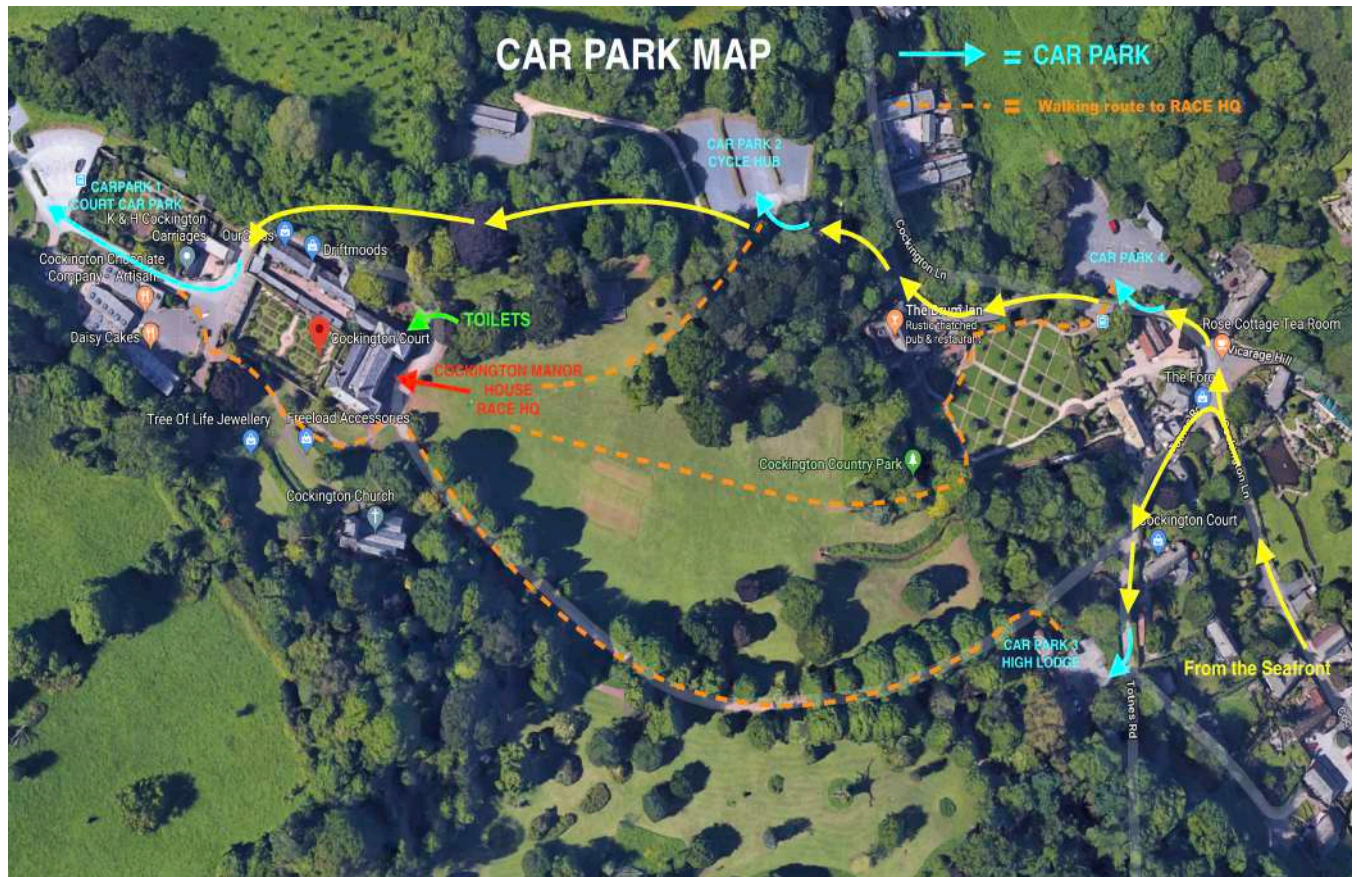 CAR PARK MAP
= CAR PARK
= Walking route to RACE HQ
CAR PARK 2
CYCLE HUB
CARPARK 1
COURT CAR PARK
K & H Cockington
Carriages
Driftmoods
Cockington Chocolate
Company - Artisan
Daisy Cakes
TOILETS
Cockington Court
COCKINGTON MANOR
HOUSE
RACE HQ
Tree Of Life Jewellery
Freeload Accessories
Cockington Church
Cockington Country Park
Cockington Ln
CAR PARK 4
The Drum Inn
Rustic thatched
pub & restaurant
Rose Cottage Tea Room
Vicarage Hill
The Forge
Cockington Ln
Cockington Court
CAR PARK 3
HIGH LODGE
From the Seafront
Totnes Rd